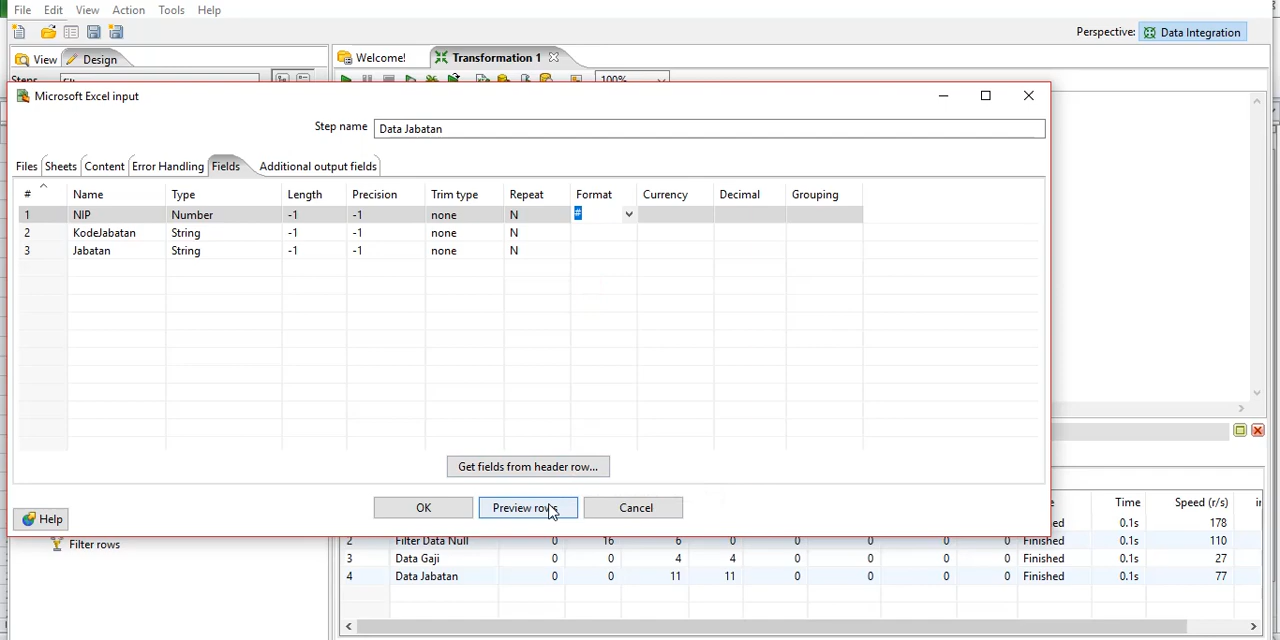 File Edit View Action Tools Help
Perspective: Data Integration
View Design Welcome! Transformation 1
100%
Microsoft Excel input
Step name Data Jabatan
Files Sheets Content Error Handling Fields Additional output fields
# Name Type Length Precision Trim type Repeat Format Currency Decimal Grouping
1 NIP Number -1 -1 none N #
2 KodeJabatan String -1 -1 none N
3 Jabatan String -1 -1 none N
Get fields from header row...
OK Preview rows Cancel
Help
Time Speed (r/s)
0.1s 178
Filter rows
2 Filter Data Null 0 16 6 0 0 0 0 0 Finished 0.1s 110
3 Data Gaji 0 0 4 4 0 0 0 0 Finished 0.1s 27
4 Data Jabatan 0 0 11 11 0 0 0 0 Finished 0.1s 77